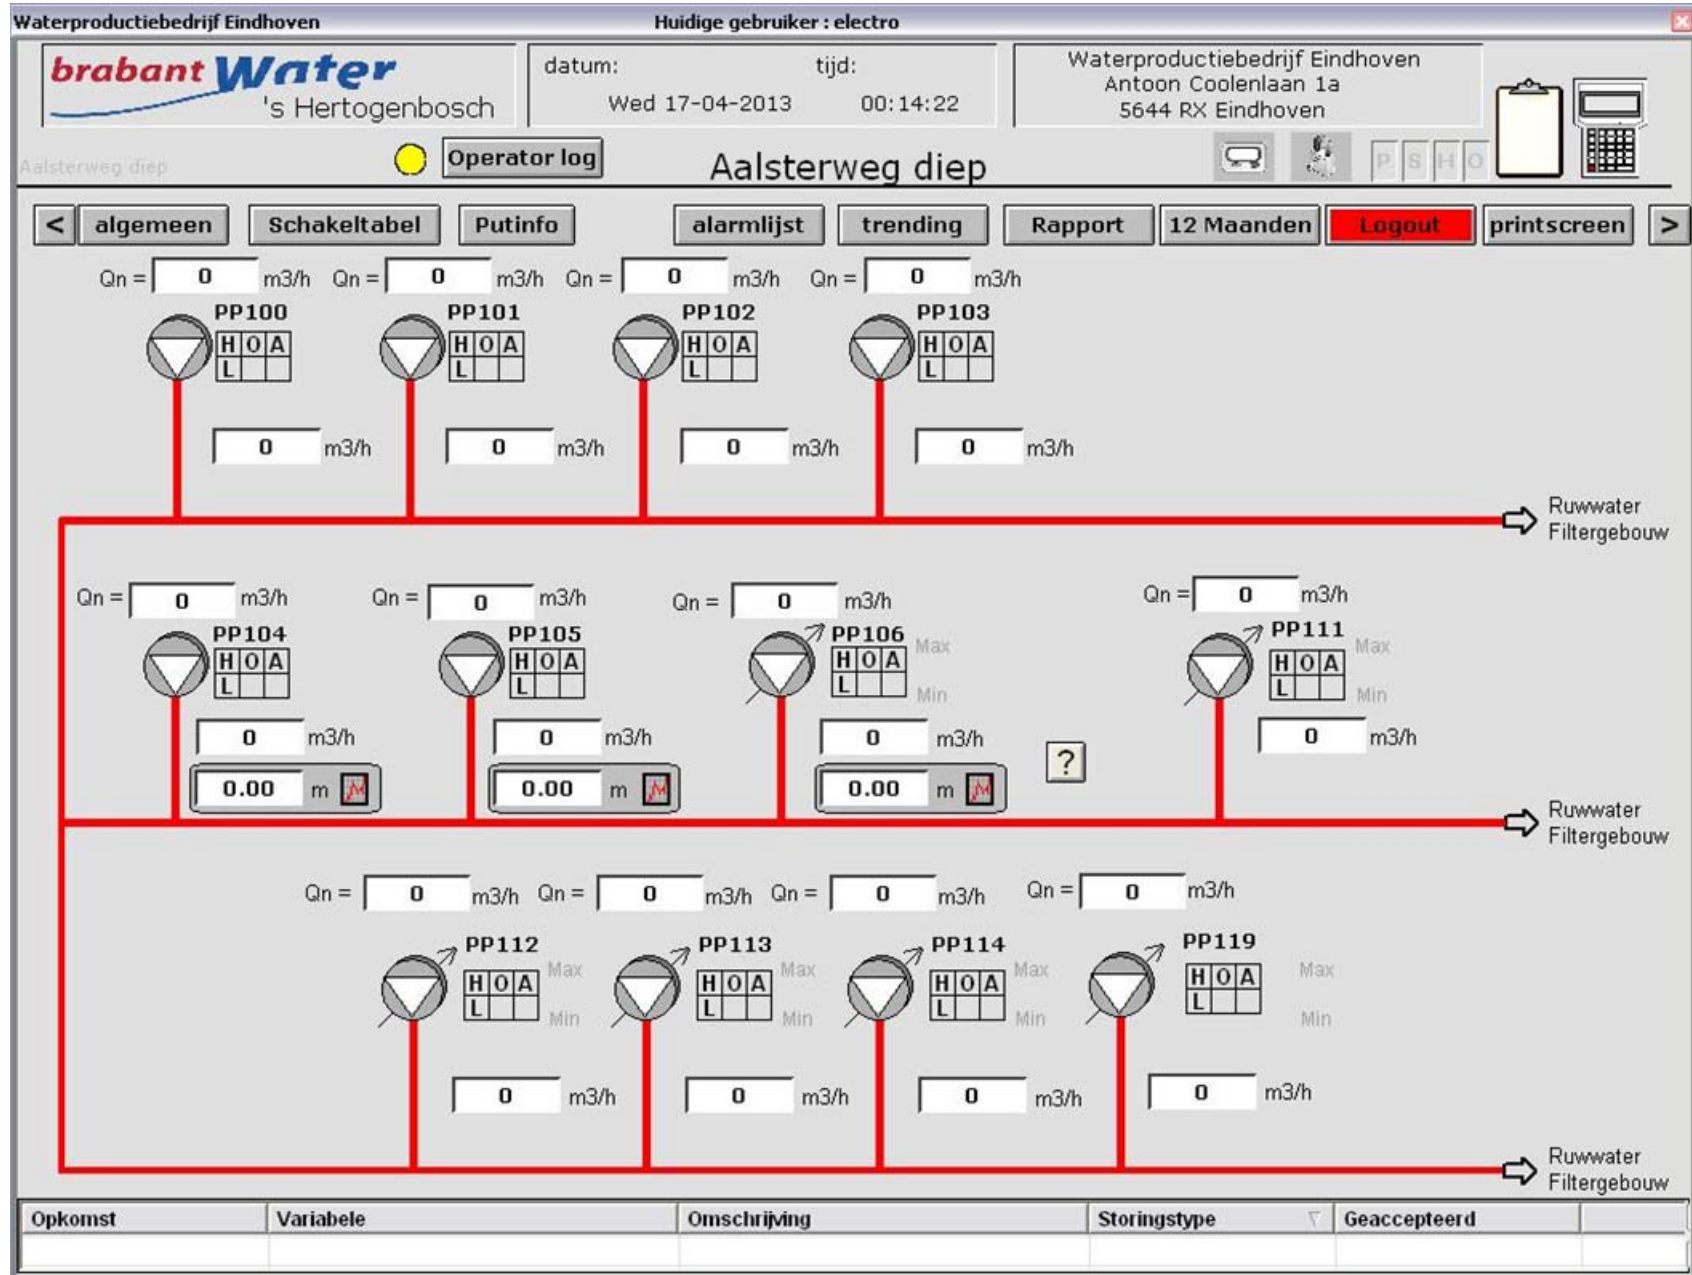 Waterproductiebedrijf Eindhoven Huidige gebruiker : electro
brabant Water
's Hertogenbosch
datum: tijd:
Wed 17-04-2013 00:14:22
Waterproductiebedrijf Eindhoven
Antoon Coolenlaan 1a
5644 RX Eindhoven
Aalsterweg diep Operator log Aalsterweg diep P S H O
< algemeen Schakeltabel Putinfo alarmlijst trending Rapport 12 Maanden Logout printscreen >
Qn = 0 m3/h Qn = 0 m3/h Qn = 0 m3/h Qn = 0 m3/h
PP100 PP101 PP102 PP103
H O A H O A H O A H O A
L L L L
0 m3/h 0 m3/h 0 m3/h 0 m3/h
Ruwwater
Filtergebouw
Qn = 0 m3/h Qn = 0 m3/h Qn = 0 m3/h Qn = 0 m3/h
PP104 PP105 PP106 PP111
H O A H O A H O A Max H O A Max
L L L Min L Min
0 m3/h 0 m3/h 0 m3/h 0 m3/h
0.00 m 0.00 m 0.00 m ?
Ruwwater
Filtergebouw
Qn = 0 m3/h Qn = 0 m3/h Qn = 0 m3/h Qn = 0 m3/h
PP112 PP113 PP114 PP119
H O A Max H O A Max H O A Max H O A Max
L Min L Min L Min L Min
0 m3/h 0 m3/h 0 m3/h 0 m3/h
Ruwwater
Filtergebouw
Opkomst Variabele Omschrijving Storingstype Geaccepteerd